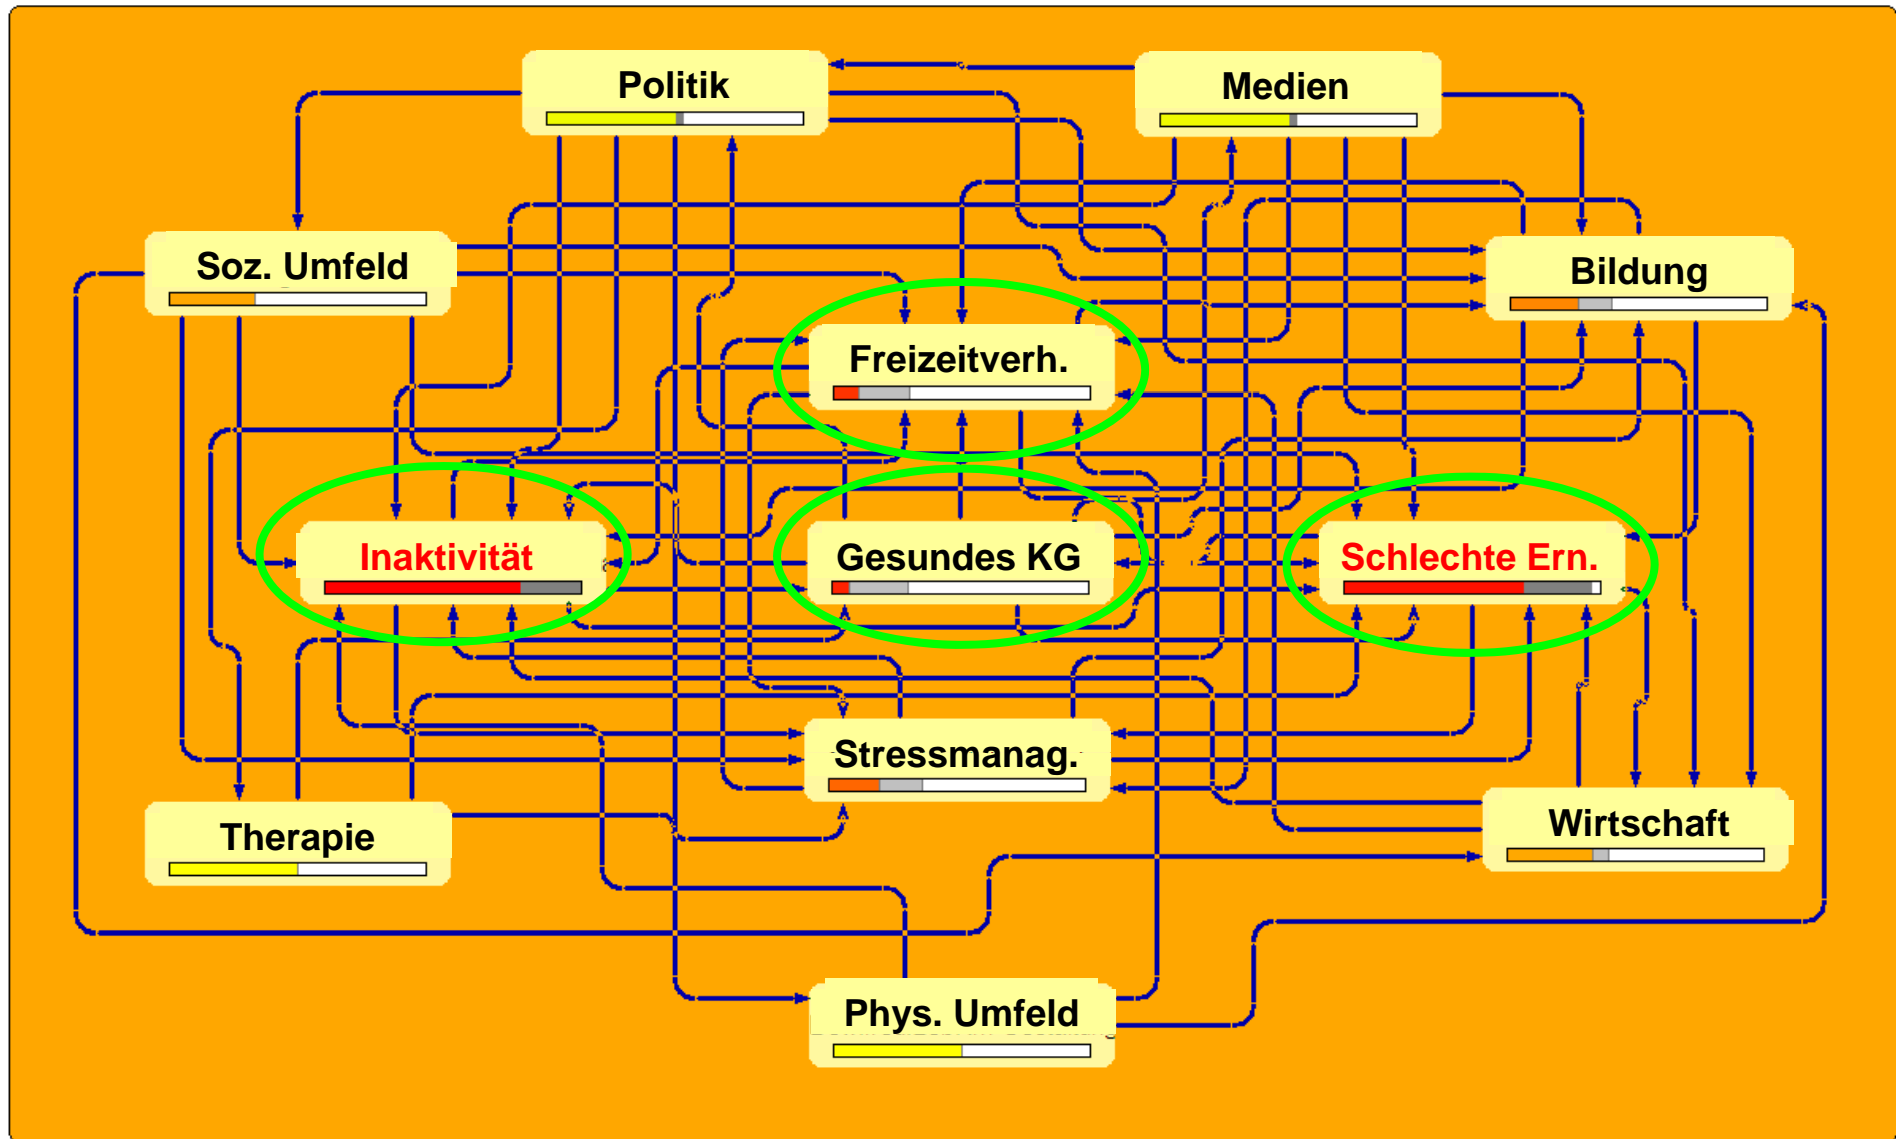 Politik
Medien
Soz. Umfeld
Bildung
Freizeitverh.
Inaktivität
Gesundes KG
Schlechte Ern.
Stressmanag.
Therapie
Wirtschaft
Phys. Umfeld